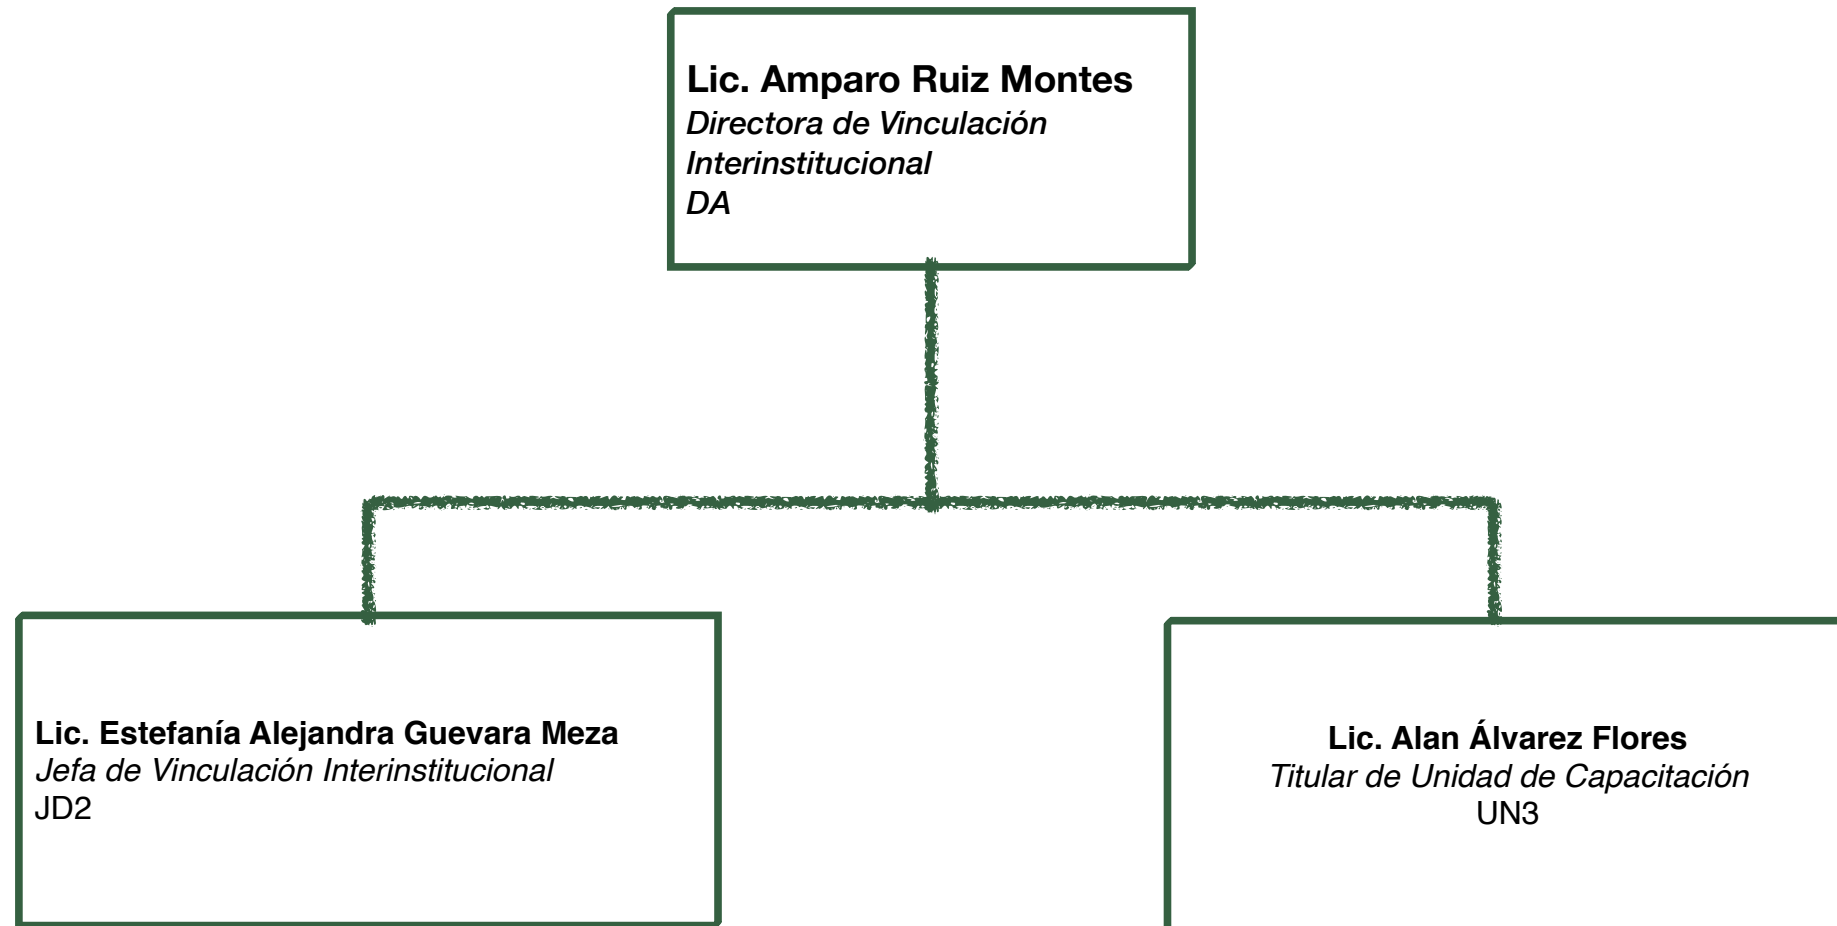 Lic. Amparo Ruiz Montes
Directora de Vinculación
Interinstitucional
DA
Lic. Estefanía Alejandra Guevara Meza
Jefa de Vinculación Interinstitucional
JD2
Lic. Alan Álvarez Flores
Titular de Unidad de Capacitación
UN3